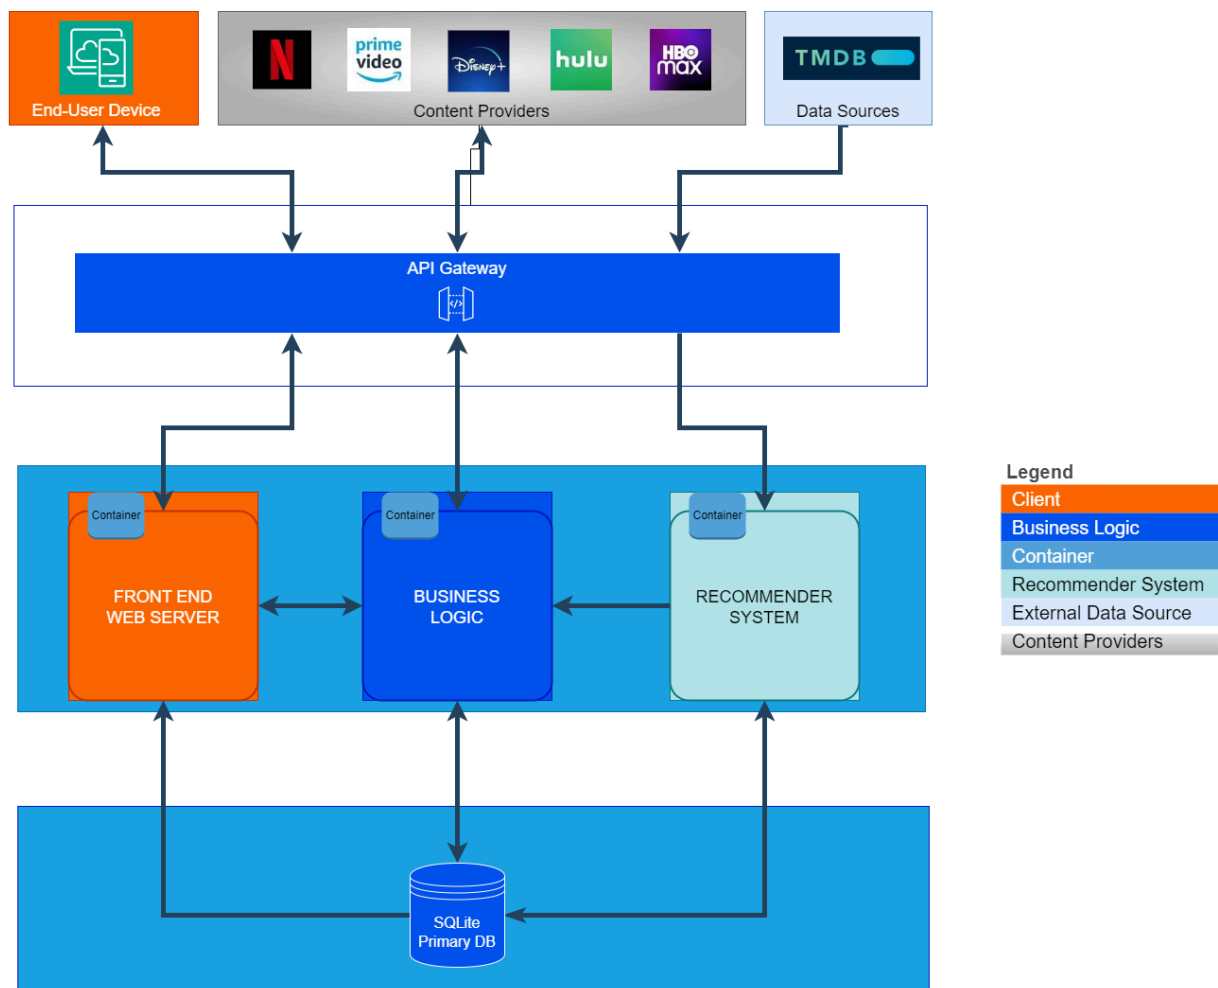 prime
video
Disney+
hulu
HBO
max
TMDB
End-User Device
Content Providers
Data Sources
API Gateway
</>
Container
Container
Container
FRONT END
WEB SERVER
BUSINESS
LOGIC
RECOMMENDER
SYSTEM
SQLite
Primary DB
Legend
Client
Business Logic
Container
Recommender System
External Data Source
Content Providers